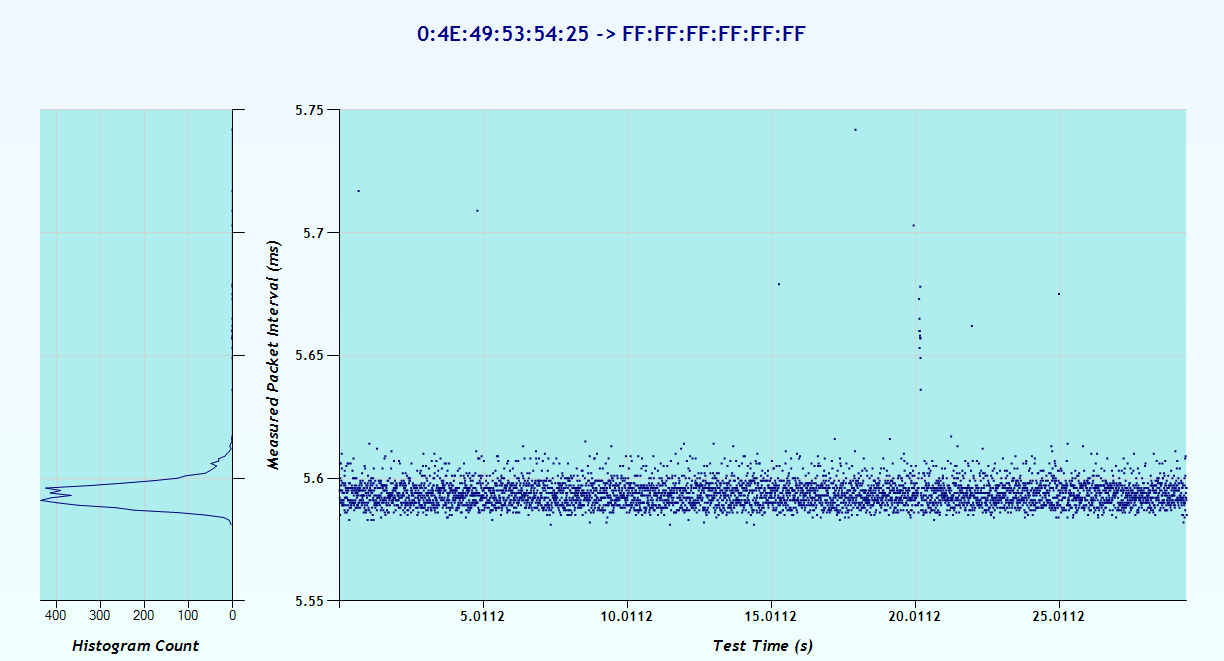 0:4E:49:53:54:25 -> FF:FF:FF:FF:FF:FF
5.75
5.7
5.65
5.6
5.55
Measured Packet Interval (ms)
400 300 200 100 0
5.0112 10.0112 15.0112 20.0112 25.0112
Histogram Count
Test Time (s)